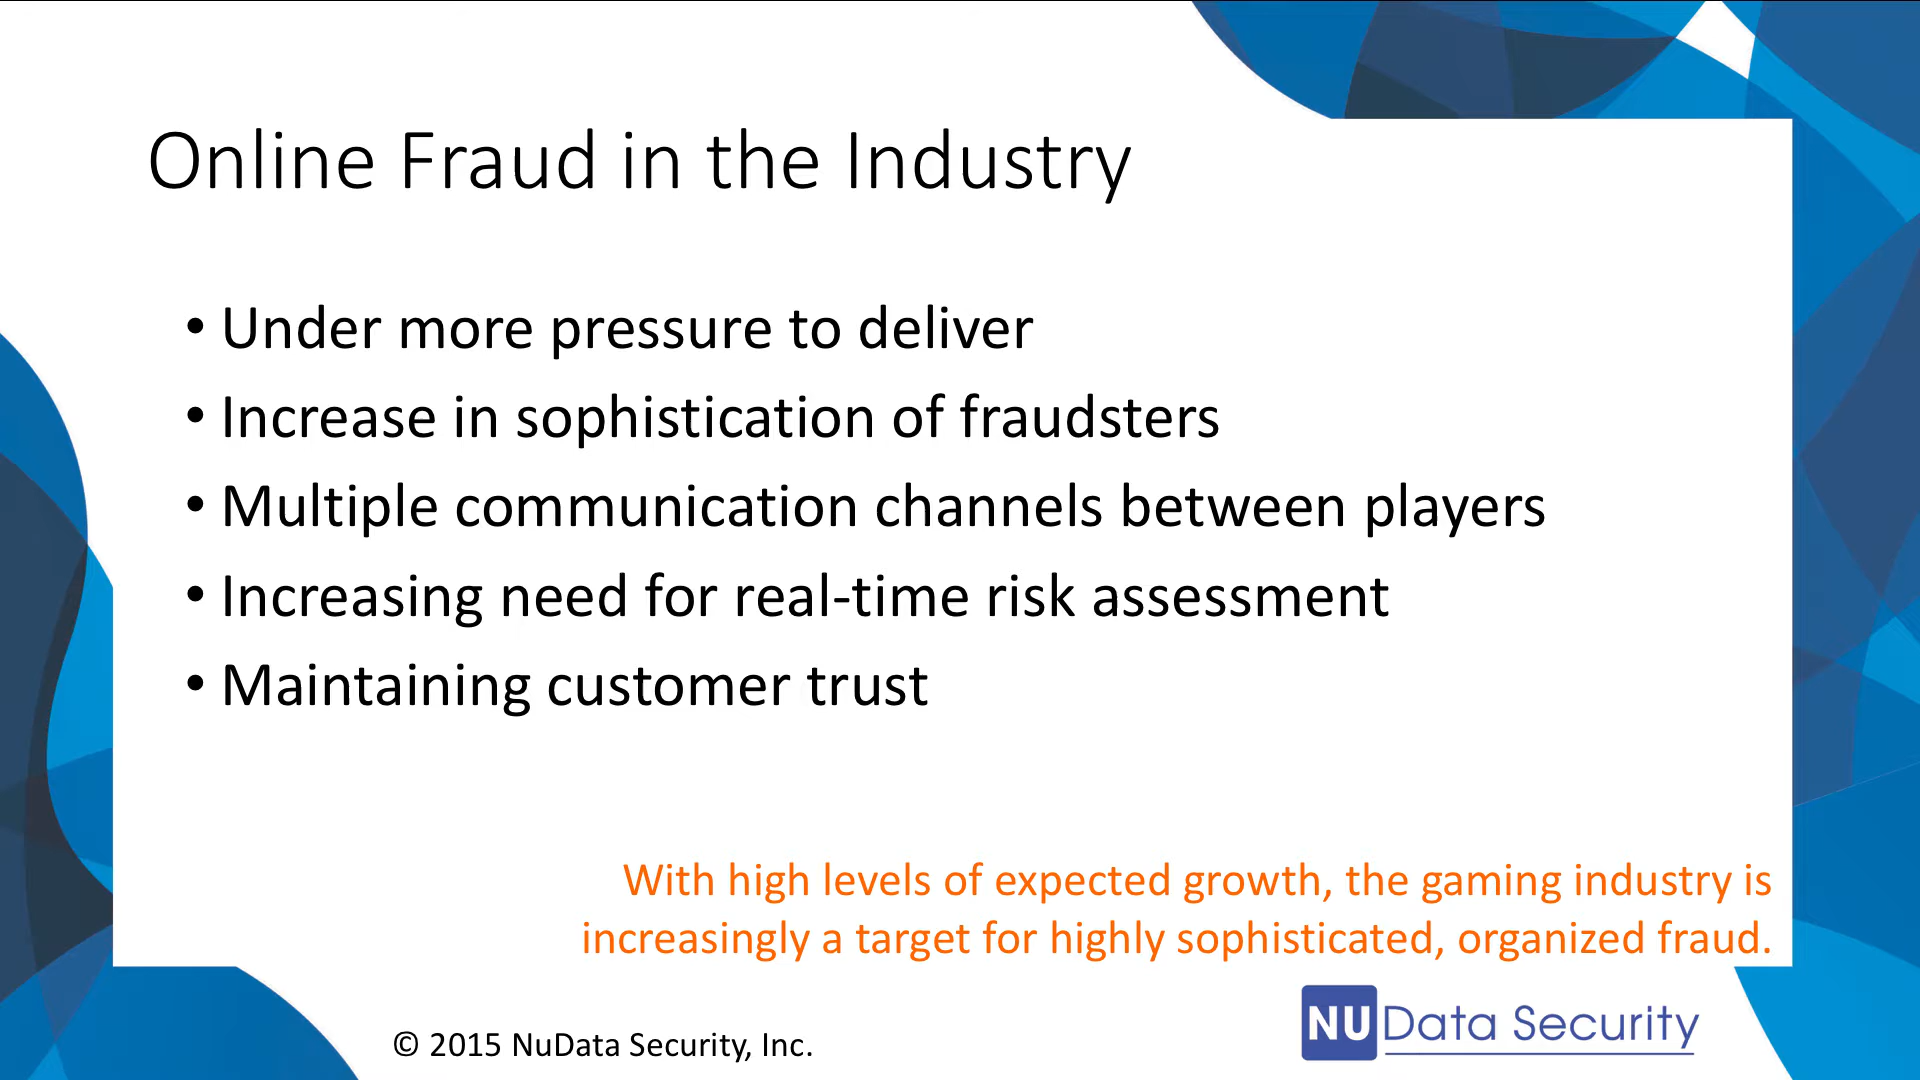 Online Fraud in the Industry
• Under more pressure to deliver
• Increase in sophistication of fraudsters
• Multiple communication channels between players
• Increasing need for real-time risk assessment
• Maintaining customer trust
With high levels of expected growth, the gaming industry is
increasingly a target for highly sophisticated, organized fraud.
© 2015 NuData Security, Inc.
NU Data Security